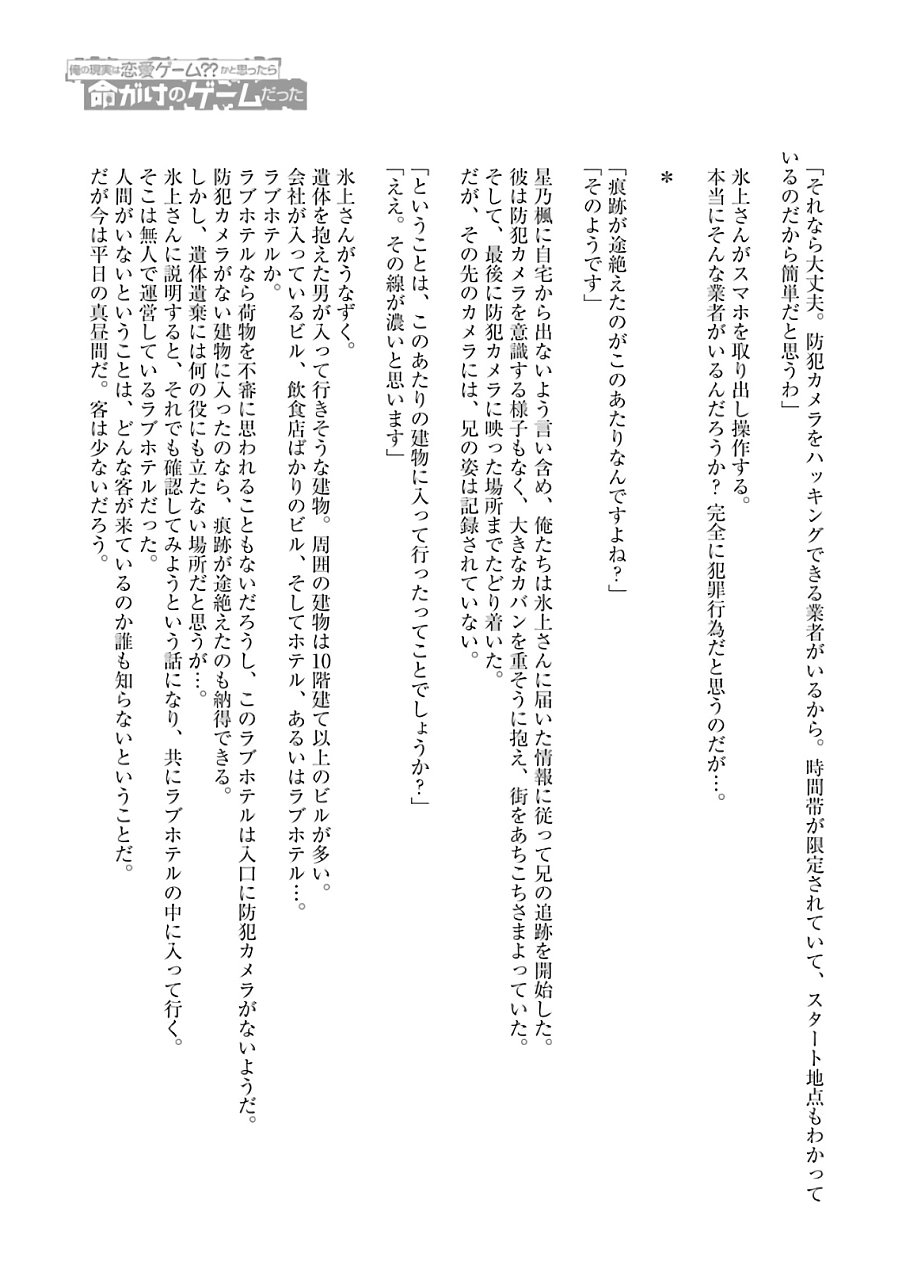 俺の現実は恋愛ゲーム??かと思ったら
命がけのゲームだった
「それなら大丈夫。防犯カメラをハッキングできる業者がいるから。時間帯が限定されていて、スタート地点もわかって
いるのだから簡単だと思うわ」
氷上さんがスマホを取り出し操作する。
本当にそんな業者がいるんだろうか？完全に犯罪行為だと思うのだが…。
＊
「痕跡が途絶えたのがこのあたりなんですよね？」
「そのようです」
星乃楓に自宅から出ないよう言い含め、俺たちは氷上さんに届いた情報に従って兄の追跡を開始した。
彼は防犯カメラを意識する様子もなく、大きなカバンを重そうに抱え、街をあちこちさまよっていた。
そして、最後に防犯カメラに映った場所までたどり着いた。
だが、その先のカメラには、兄の姿は記録されていない。
「ということは、このあたりの建物に入って行ったってことでしょうか？」
「ええ。その線が濃いと思います」
氷上さんがうなずく。
遺体を抱えた男が入って行きそうな建物。周囲の建物は10階建て以上のビルが多い。
会社が入っているビル、飲食店ばかりのビル、そしてホテル、あるいはラブホテル…。
ラブホテルか。
ラブホテルなら荷物を不審に思われることもないだろうし、このラブホテルは入口に防犯カメラがないようだ。
防犯カメラがない建物に入ったのなら、痕跡が途絶えたのも納得できる。
しかし、遺体遺棄には何の役にも立たない場所だと思うが…。
氷上さんに説明すると、それでも確認してみようという話になり、共にラブホテルの中に入って行く。
そこは無人で運営しているラブホテルだった。
人間がいないということは、どんな客が来ているのか誰も知らないということだ。
だが今は平日の真昼間だ。客は少ないだろう。